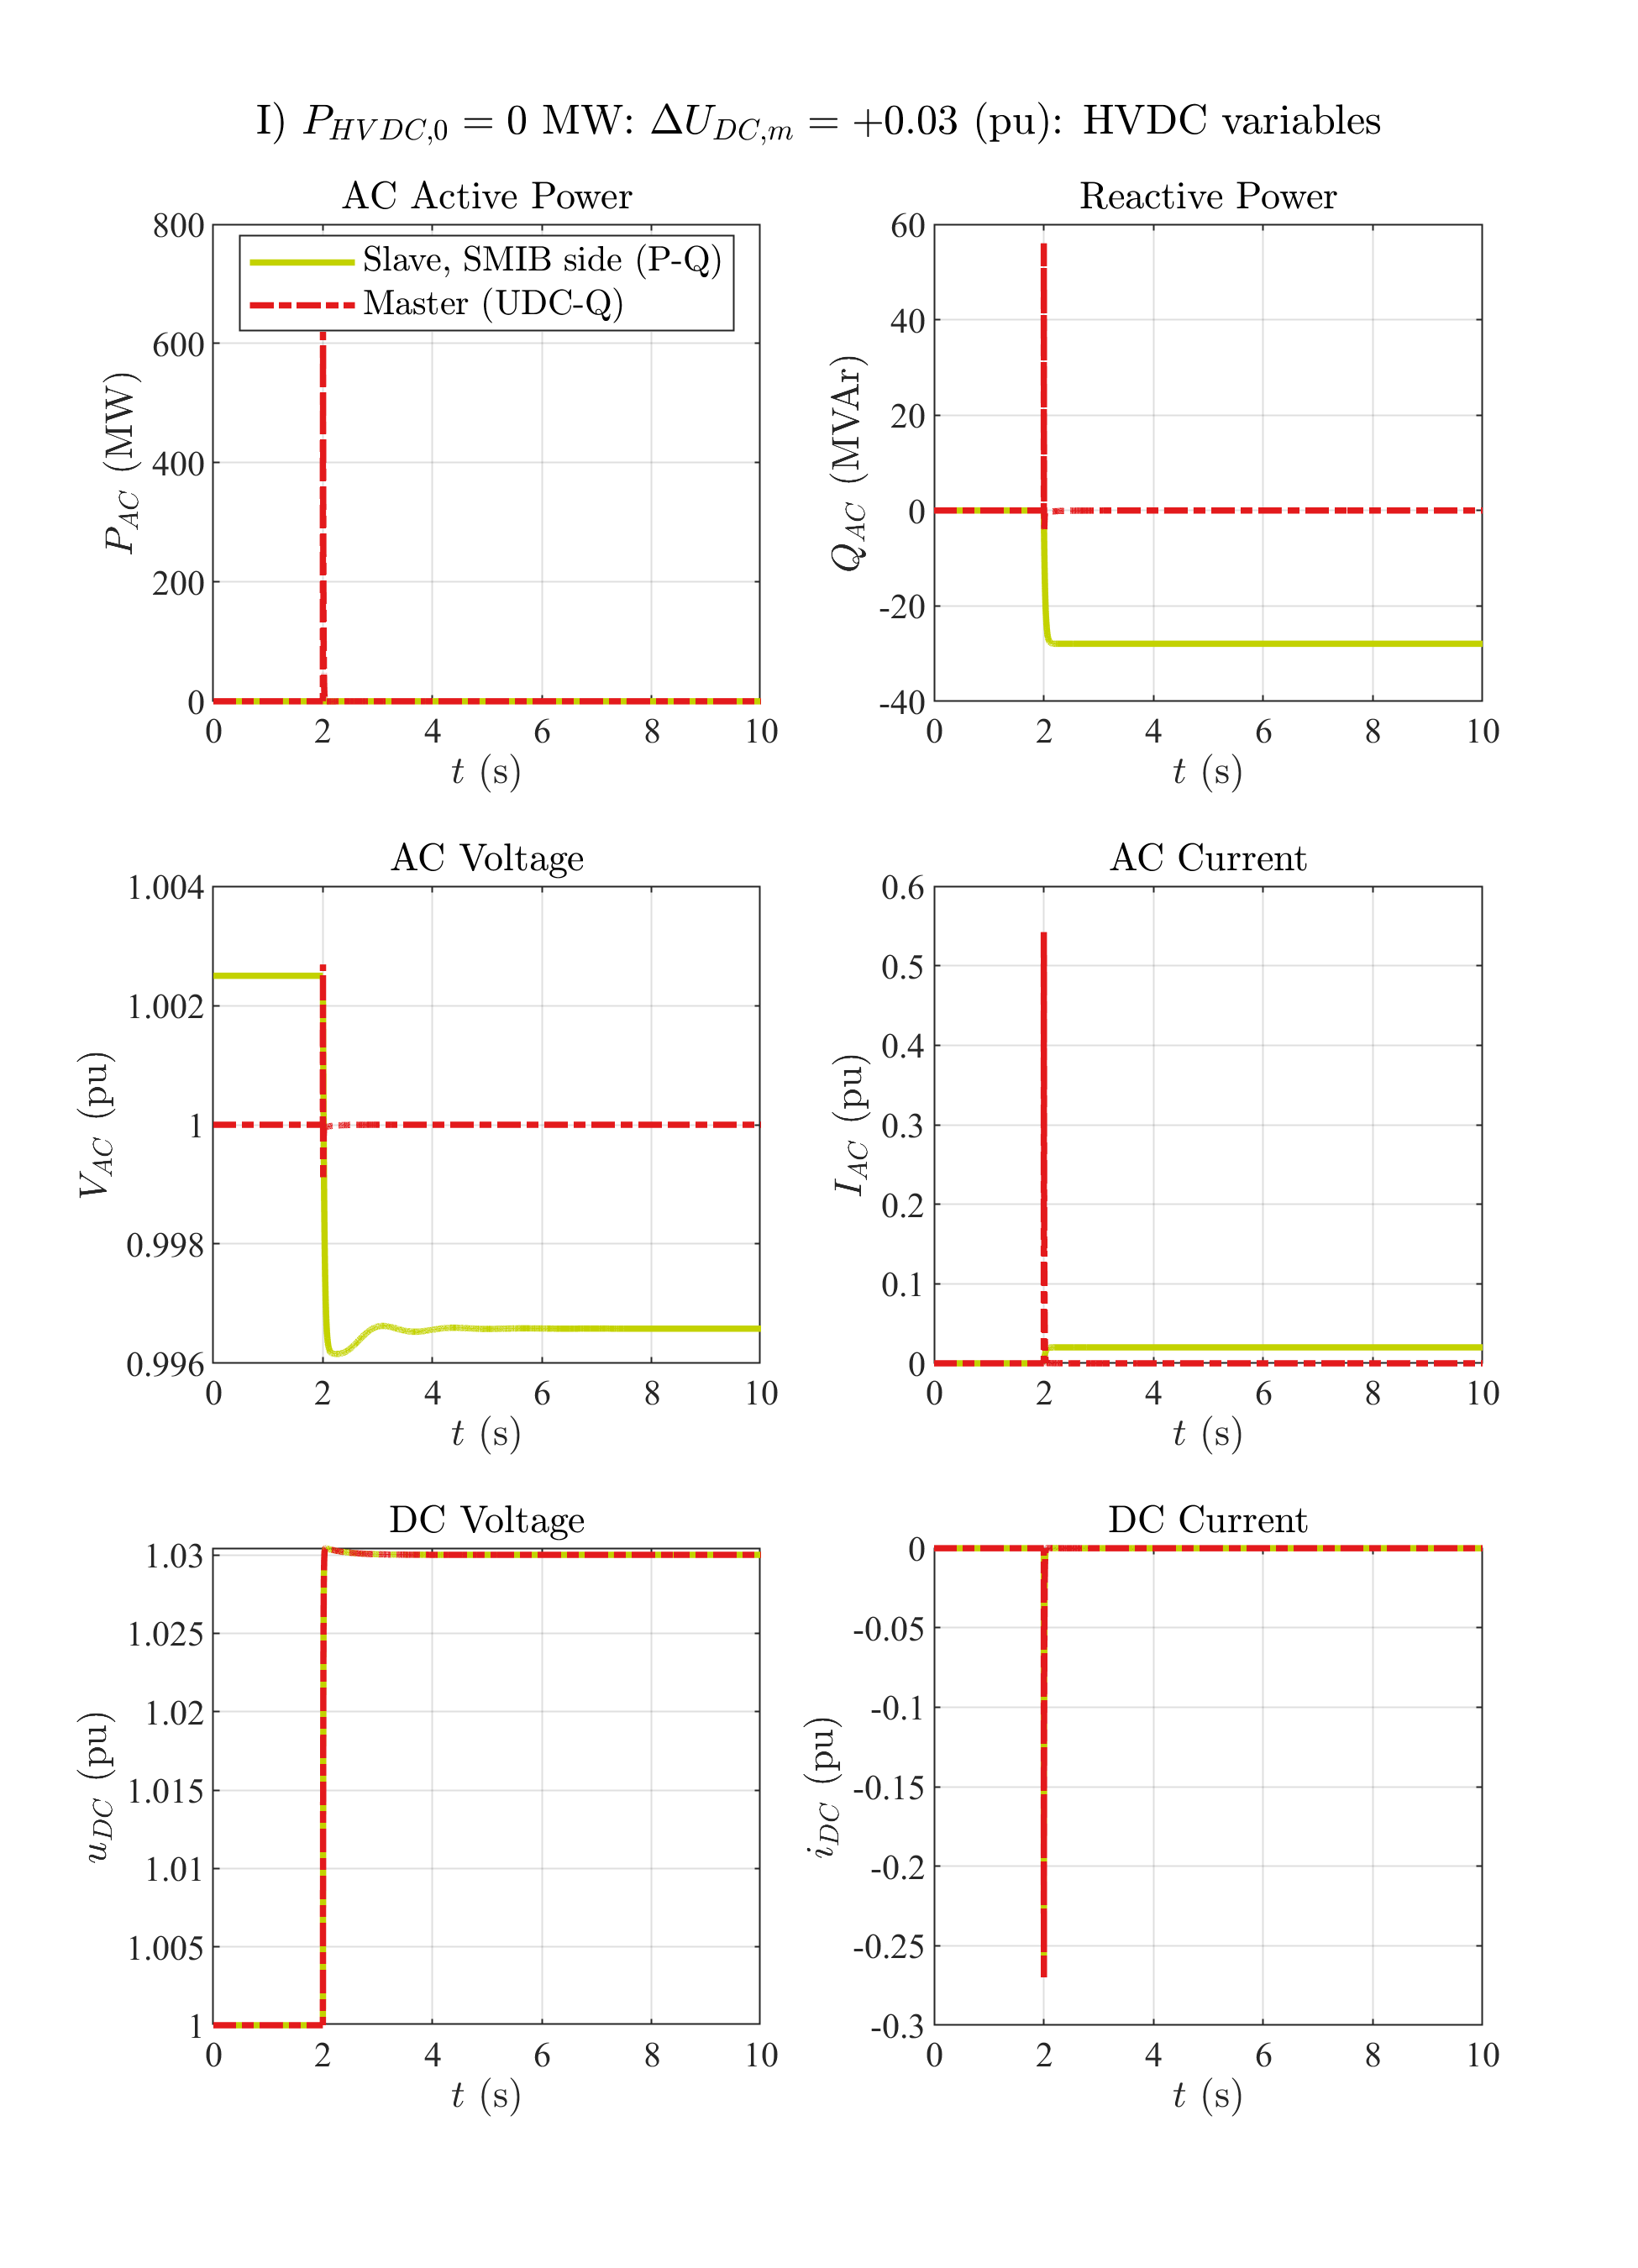 I) P_{HVDC,0} = 0 MW: ΔU_{DC,m} = +0.03 (pu): HVDC variables
AC Active Power
800
600
400
200
0
0 2 4 6 8 10
P_{AC} (MW)
t (s)
Slave, SMIB side (P-Q)
Master (UDC-Q)
Reactive Power
60
40
20
0
-20
-40
0 2 4 6 8 10
Q_{AC} (MVAr)
t (s)
AC Voltage
1.004
1.002
1
0.998
0.996
0 2 4 6 8 10
V_{AC} (pu)
t (s)
AC Current
0.6
0.5
0.4
0.3
0.2
0.1
0
0 2 4 6 8 10
I_{AC} (pu)
t (s)
DC Voltage
1.03
1.025
1.02
1.015
1.01
1.005
1
0 2 4 6 8 10
u_{DC} (pu)
t (s)
DC Current
0
-0.05
-0.1
-0.15
-0.2
-0.25
-0.3
0 2 4 6 8 10
i_{DC} (pu)
t (s)